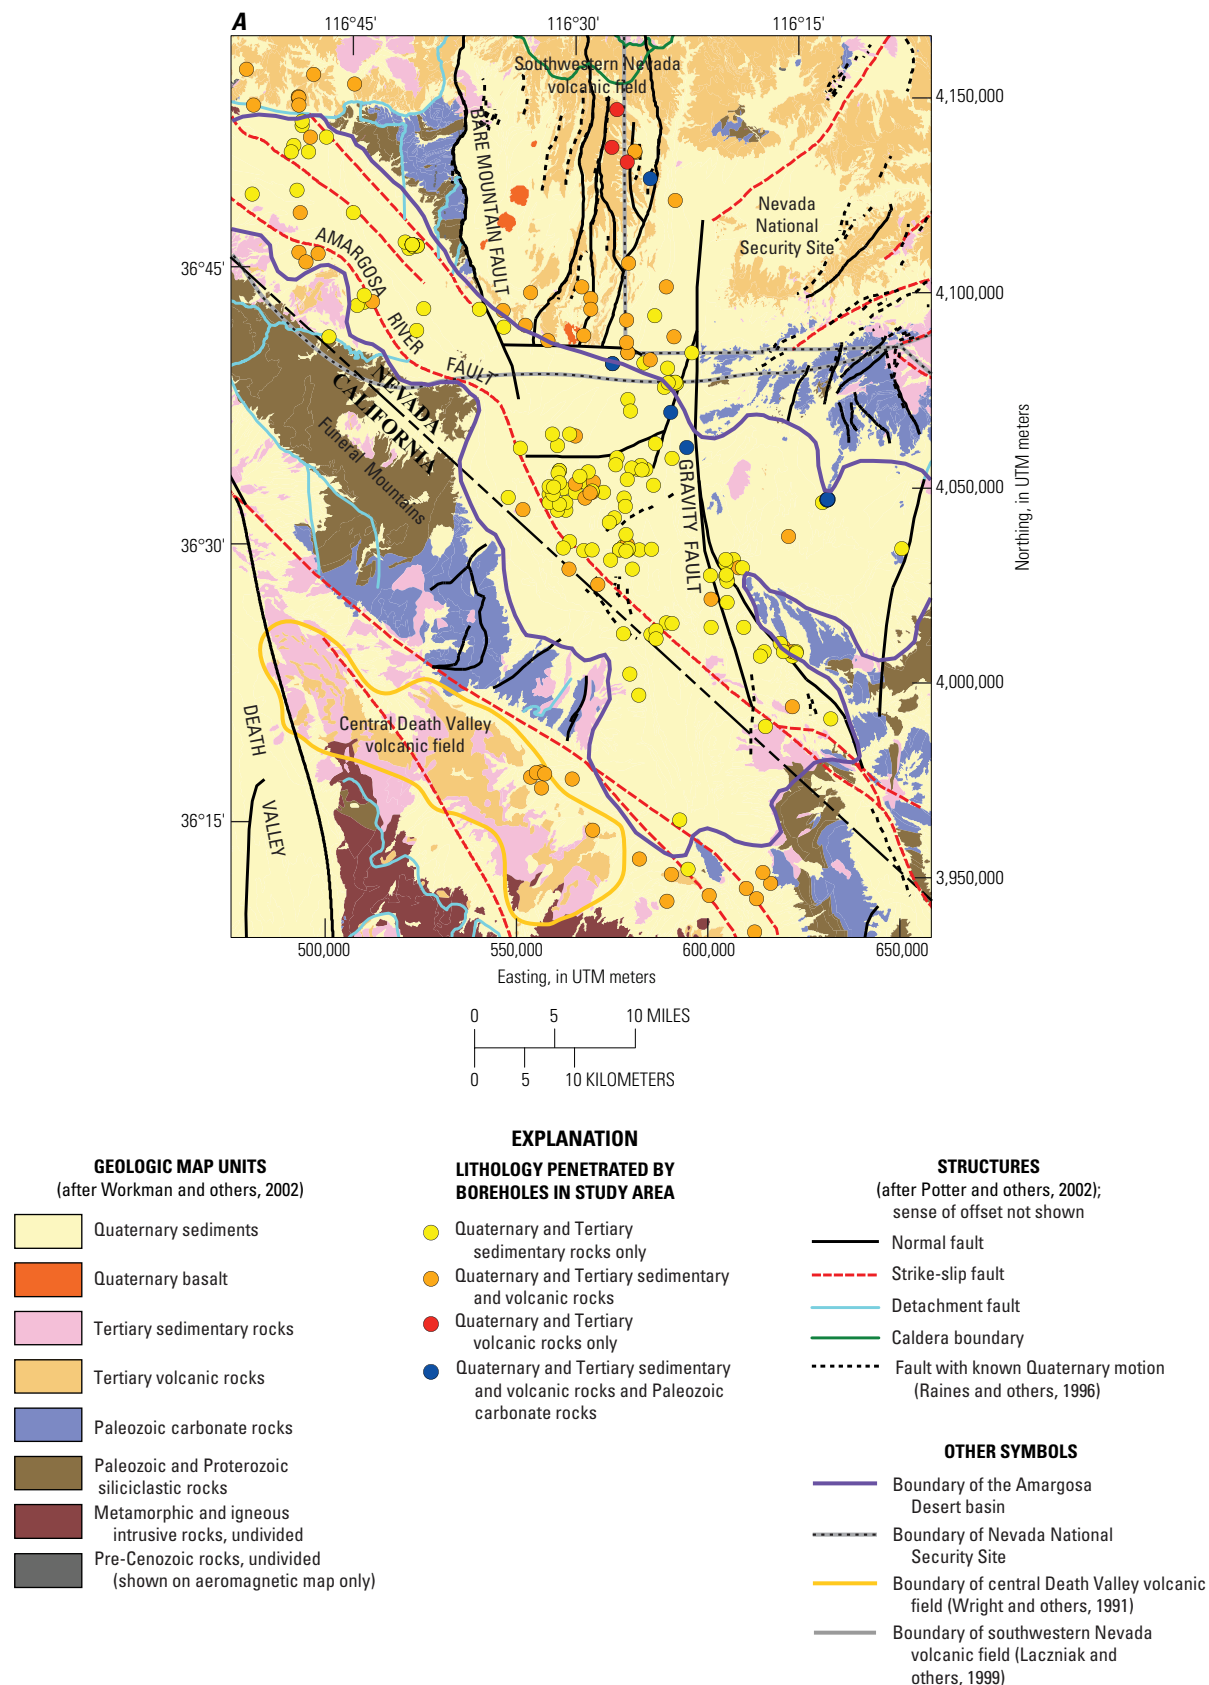 A
116°45'
116°30'
116°15'
Southwestern Nevada
volcanic field
4,150,000
BARE MOUNTAIN FAULT
Nevada
National
Security Site
AMARGOSA
RIVER
FAULT
36°45'
4,100,000
NEVADA
CALIFORNIA
Funeral Mountains
GRAVITY FAULT
4,050,000
Northing, in UTM meters
36°30'
4,000,000
Central Death Valley
volcanic field
DEATH
VALLEY
36°15'
3,950,000
500,000
550,000
600,000
650,000
Easting, in UTM meters
0
5
10 MILES
0
5
10 KILOMETERS
EXPLANATION
GEOLOGIC MAP UNITS
(after Workman and others, 2002)
Quaternary sediments
Quaternary basalt
Tertiary sedimentary rocks
Tertiary volcanic rocks
Paleozoic carbonate rocks
Paleozoic and Proterozoic
siliciclastic rocks
Metamorphic and igneous
intrusive rocks, undivided
Pre-Cenozoic rocks, undivided
(shown on aeromagnetic map only)
LITHOLOGY PENETRATED BY
BOREHOLES IN STUDY AREA
Quaternary and Tertiary
sedimentary rocks only
Quaternary and Tertiary sedimentary
and volcanic rocks
Quaternary and Tertiary
volcanic rocks only
Quaternary and Tertiary sedimentary
and volcanic rocks and Paleozoic
carbonate rocks
STRUCTURES
(after Potter and others, 2002);
sense of offset not shown
Normal fault
Strike-slip fault
Detachment fault
Caldera boundary
Fault with known Quaternary motion
(Raines and others, 1996)
OTHER SYMBOLS
Boundary of the Amargosa
Desert basin
Boundary of Nevada National
Security Site
Boundary of central Death Valley volcanic
field (Wright and others, 1991)
Boundary of southwestern Nevada
volcanic field (Laczniak and
others, 1999)